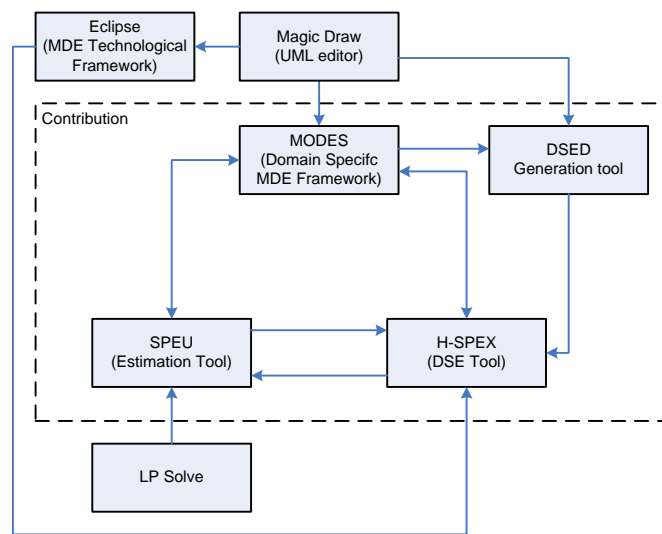 Eclipse
(MDE Technological
Framework)
Magic Draw
(UML editor)
Contribution
MODES
(Domain Specifc
MDE Framework)
DSED
Generation tool
SPEU
(Estimation Tool)
H-SPEX
(DSE Tool)
LP Solve